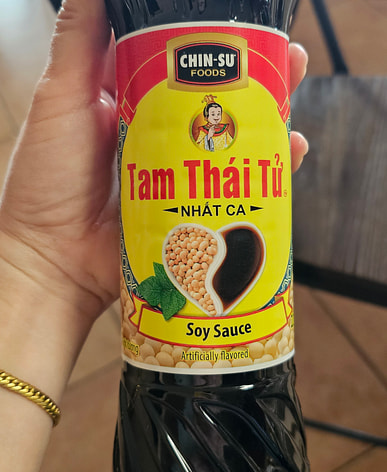 CHIN-SU
FOODS
Tam Thái Tử
NHẤT CA
Soy Sauce
Artificially flavored